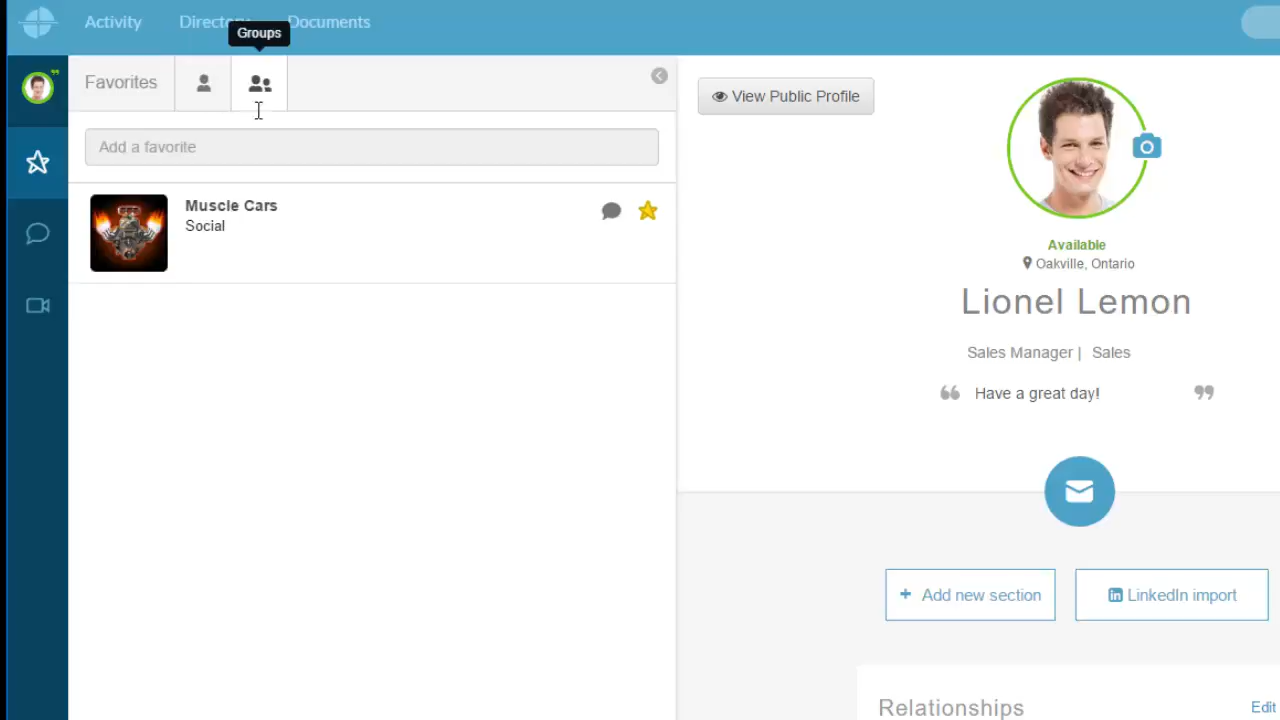 Activity
Directory
Documents
Groups
Favorites
Add a favorite
Muscle Cars
Social
View Public Profile
Available
Oakville, Ontario
Lionel Lemon
Sales Manager | Sales
❝ Have a great day! ❞
+ Add new section
LinkedIn import
Relationships
Edit